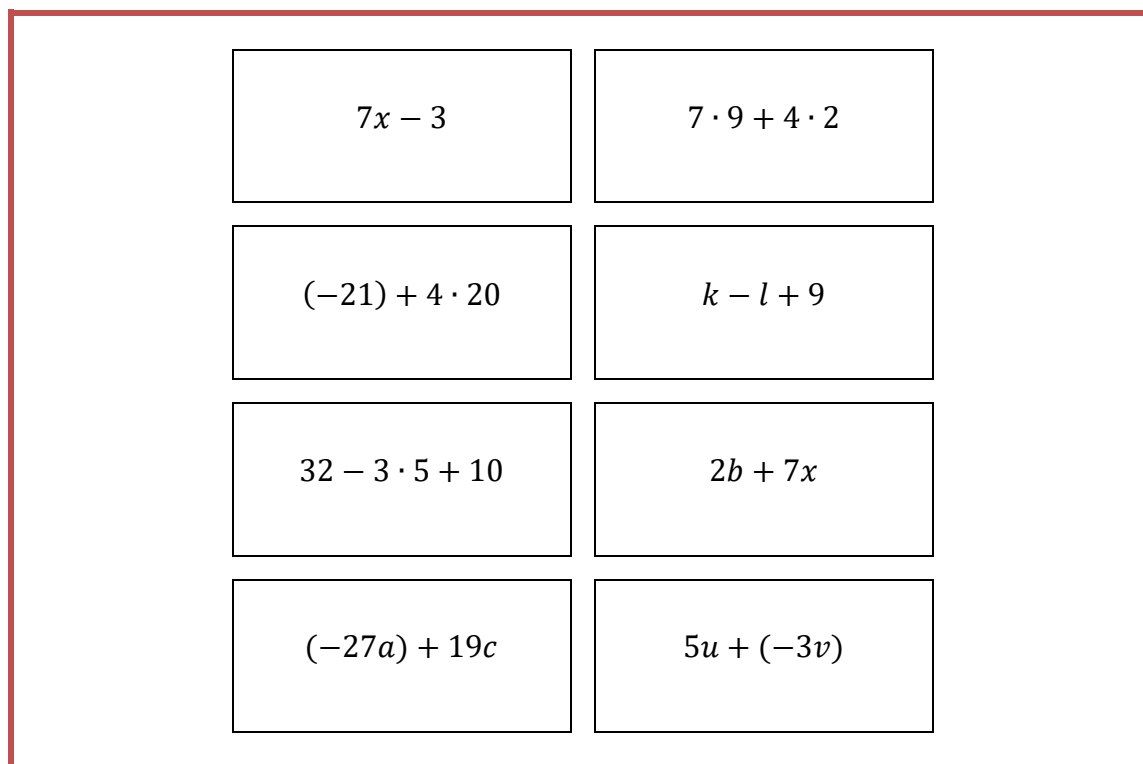 7x − 3
7 · 9 + 4 · 2
(−21) + 4 · 20
k − l + 9
32 − 3 · 5 + 10
2b + 7x
(−27a) + 19c
5u + (−3v)